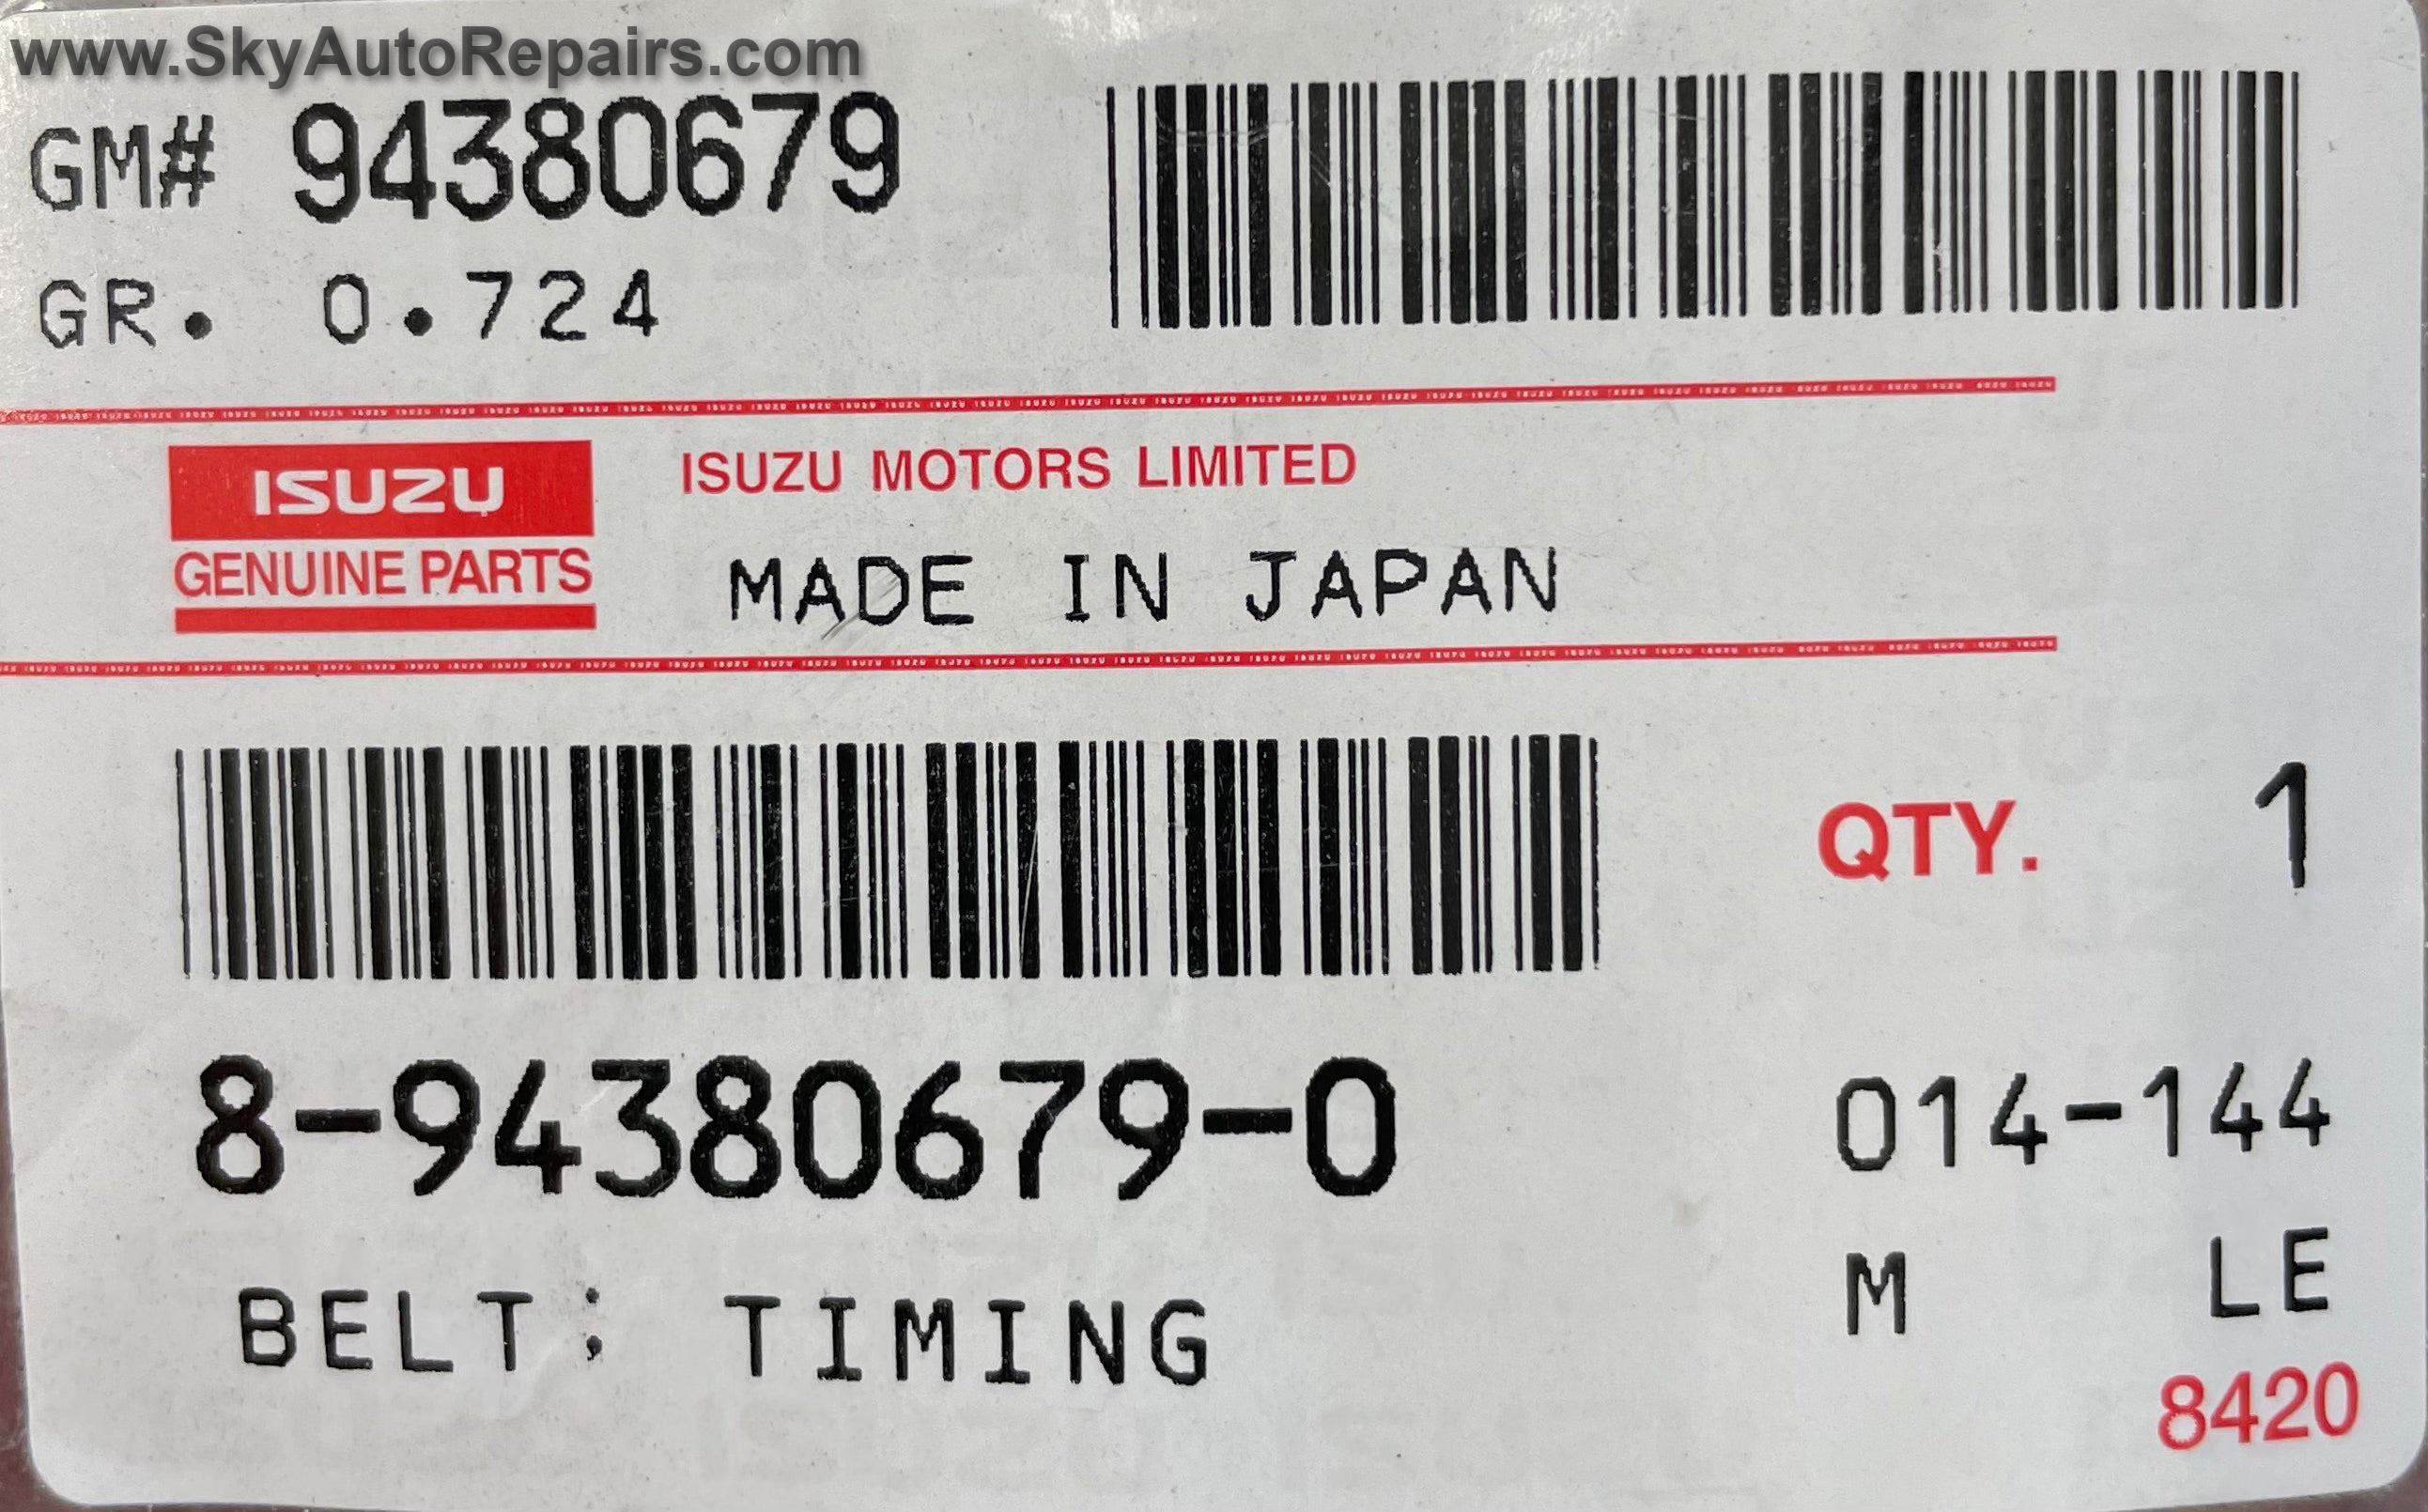 www.SkyAutoRepairs.com
GM# 94380679
GR. 0.724
ISUZU
GENUINE PARTS
ISUZU MOTORS LIMITED
MADE IN JAPAN
QTY. 1
8-94380679-0
014-144
BELT; TIMING
M LE
8420